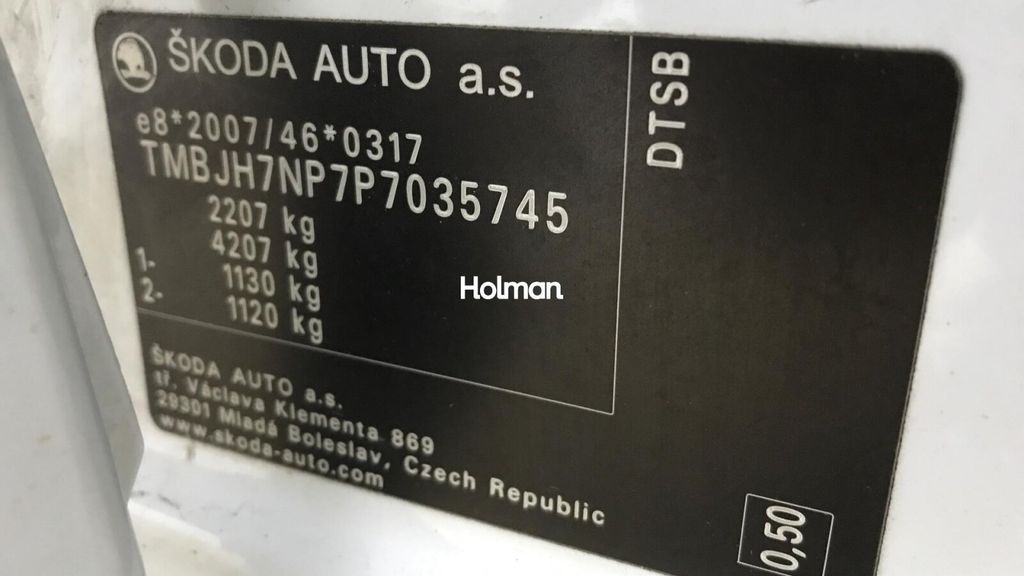 ŠKODA AUTO a.s.
e8*2007/46*0317
TMBJH7NP7P7035745
2207 kg
4207 kg
1- 1130 kg
2- 1120 kg
ŠKODA AUTO a.s.
tř. Václava Klementa 869
29301 Mladá Boleslav, Czech Republic
www.skoda-auto.com
DTSB
0,50
Holman